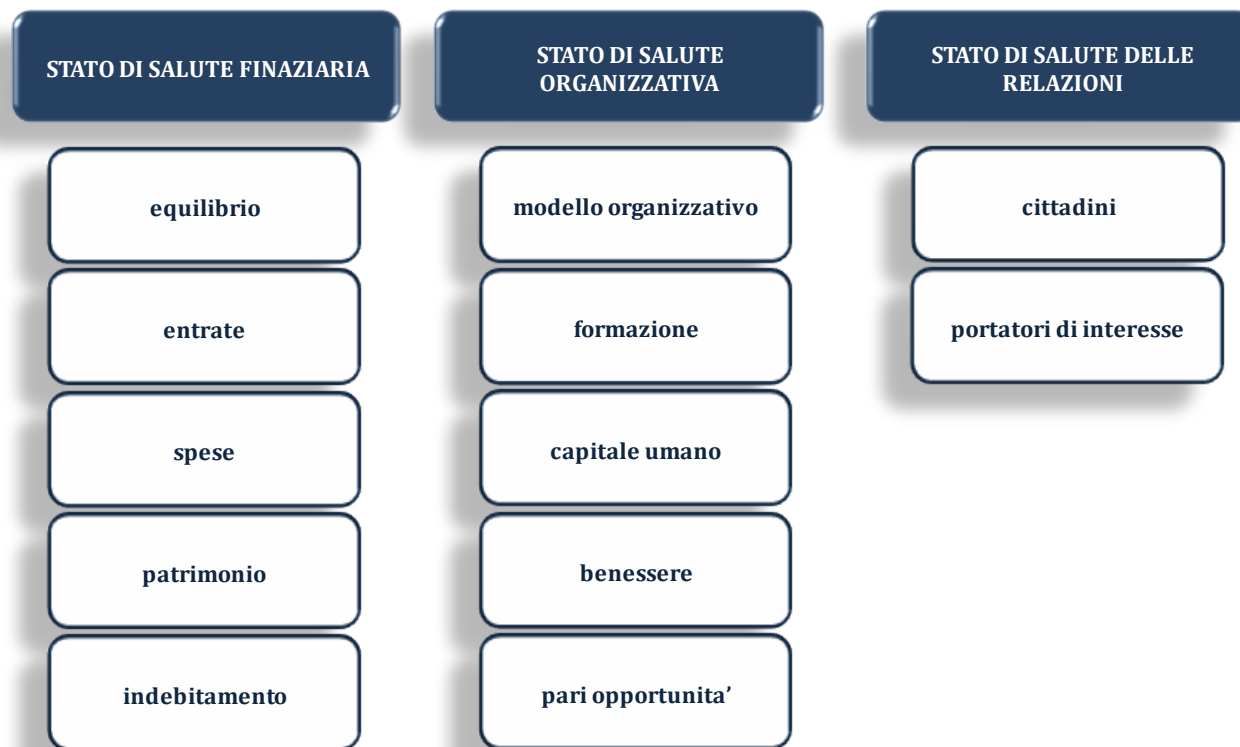 STATO DI SALUTE FINAZIARIA
equilibrio
entrate
spese
patrimonio
indebitamento
STATO DI SALUTE
ORGANIZZATIVA
modello organizzativo
formazione
capitale umano
benessere
pari opportunita’
STATO DI SALUTE DELLE
RELAZIONI
cittadini
portatori di interesse